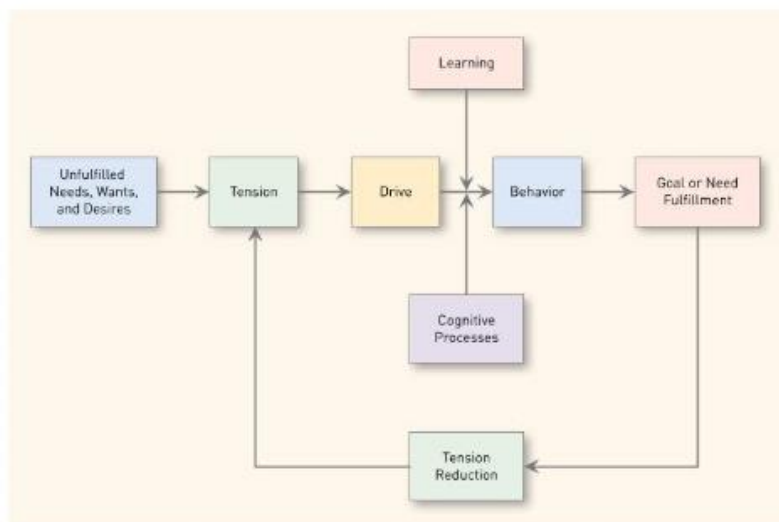 Learning
Unfulfilled
Needs, Wants,
and Desires
Tension
Drive
Behavior
Goal or Need
Fulfillment
Cognitive
Processes
Tension
Reduction